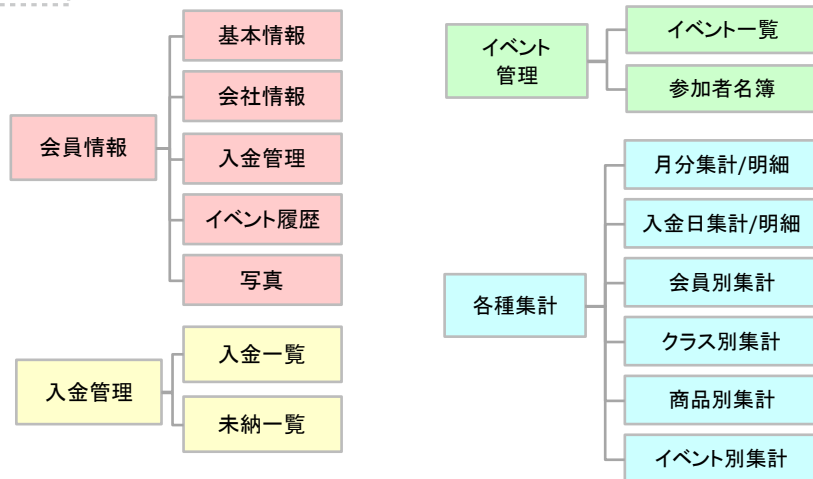 会員情報
基本情報
会社情報
入金管理
イベント履歴
写真
入金管理
入金一覧
未納一覧
イベント
管理
イベント一覧
参加者名簿
各種集計
月分集計/明細
入金日集計/明細
会員別集計
クラス別集計
商品別集計
イベント別集計